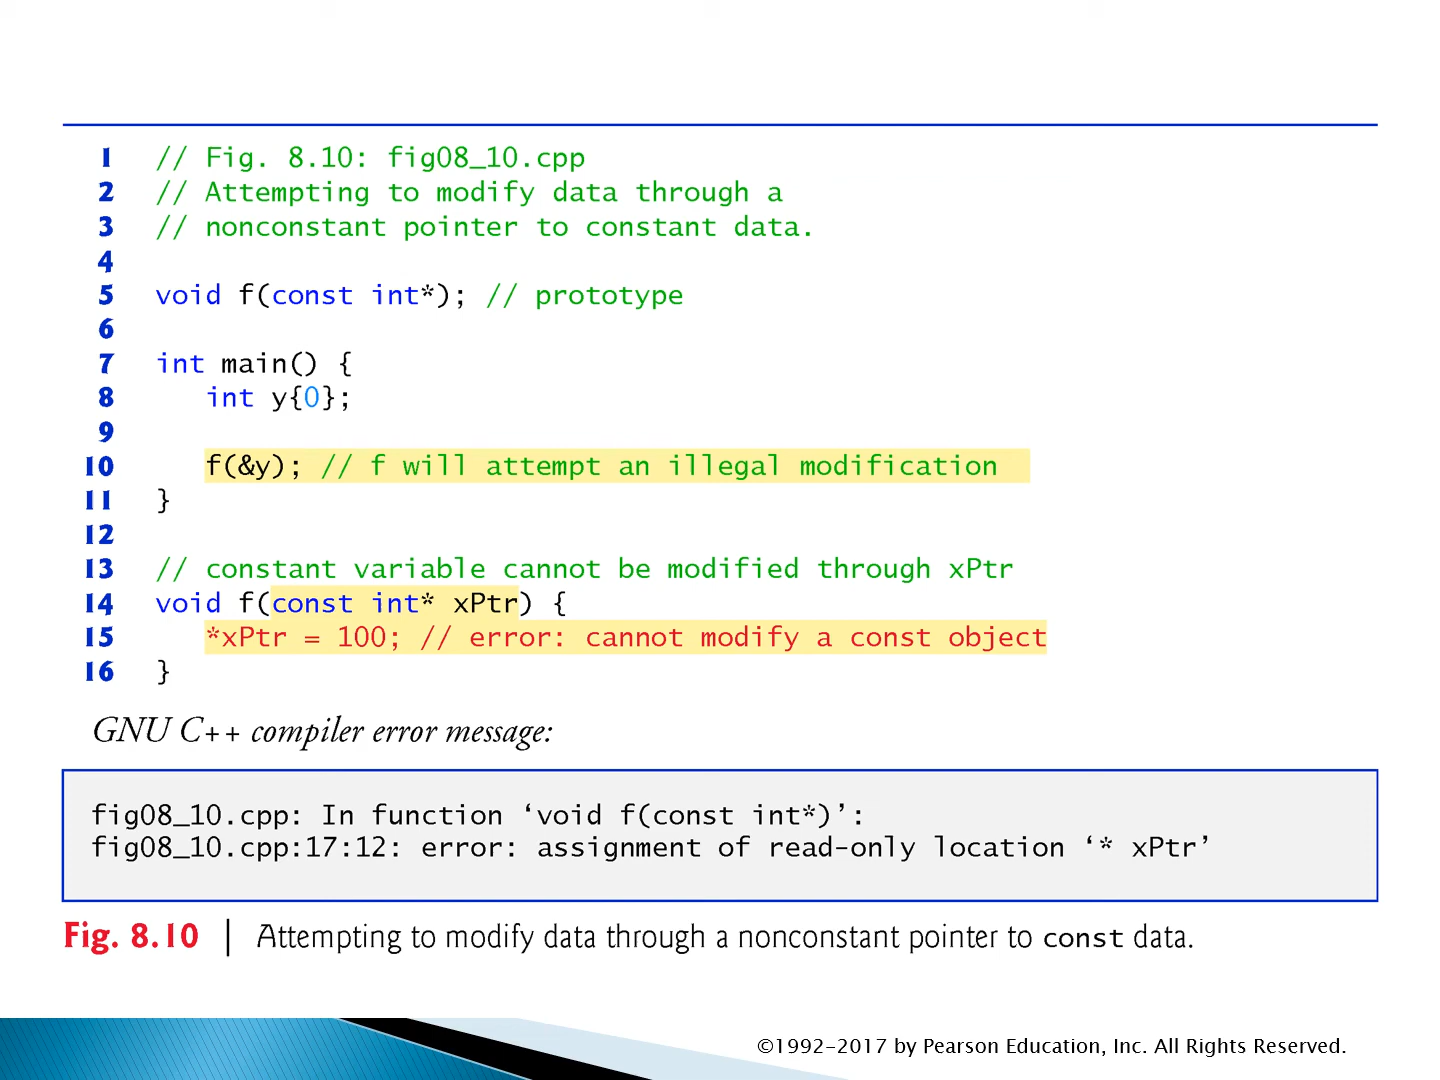 1 // Fig. 8.10: fig08_10.cpp
2 // Attempting to modify data through a
3 // nonconstant pointer to constant data.
4
5 void f(const int*); // prototype
6
7 int main() {
8 int y{0};
9
10 f(&y); // f will attempt an illegal modification
11 }
12
13 // constant variable cannot be modified through xPtr
14 void f(const int* xPtr) {
15 *xPtr = 100; // error: cannot modify a const object
16 }
GNU C++ compiler error message:
fig08_10.cpp: In function ‘void f(const int*)’:
fig08_10.cpp:17:12: error: assignment of read-only location ‘* xPtr’
Fig. 8.10 | Attempting to modify data through a nonconstant pointer to const data.
©1992-2017 by Pearson Education, Inc. All Rights Reserved.